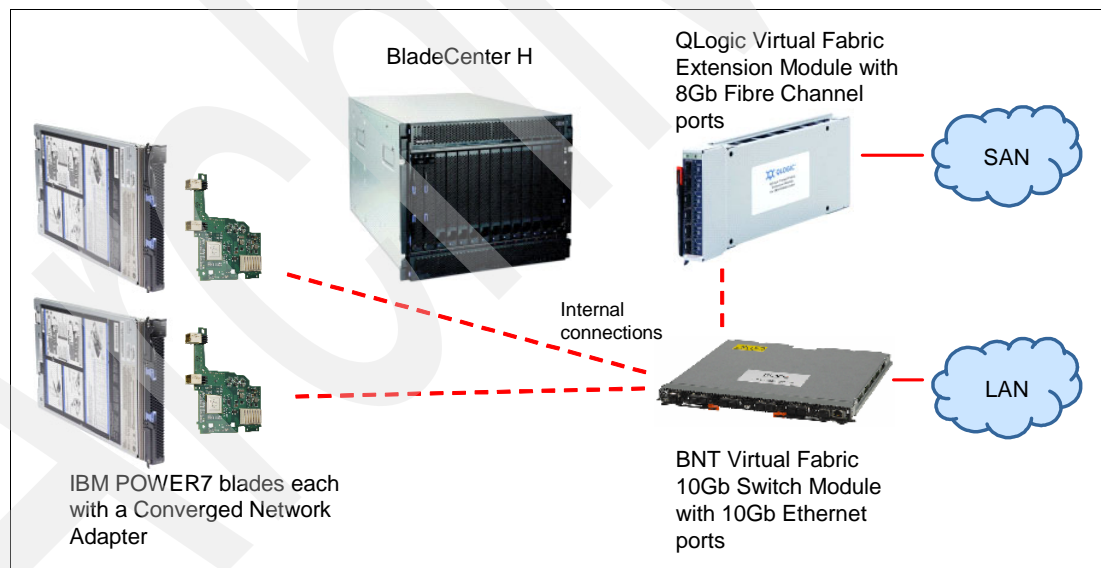 BladeCenter H
QLogic Virtual Fabric
Extension Module with
8Gb Fibre Channel
ports
QLOGIC
SAN
Internal
connections
LAN
IBM POWER7 blades each
with a Converged Network
Adapter
BNT Virtual Fabric
10Gb Switch Module
with 10Gb Ethernet
ports